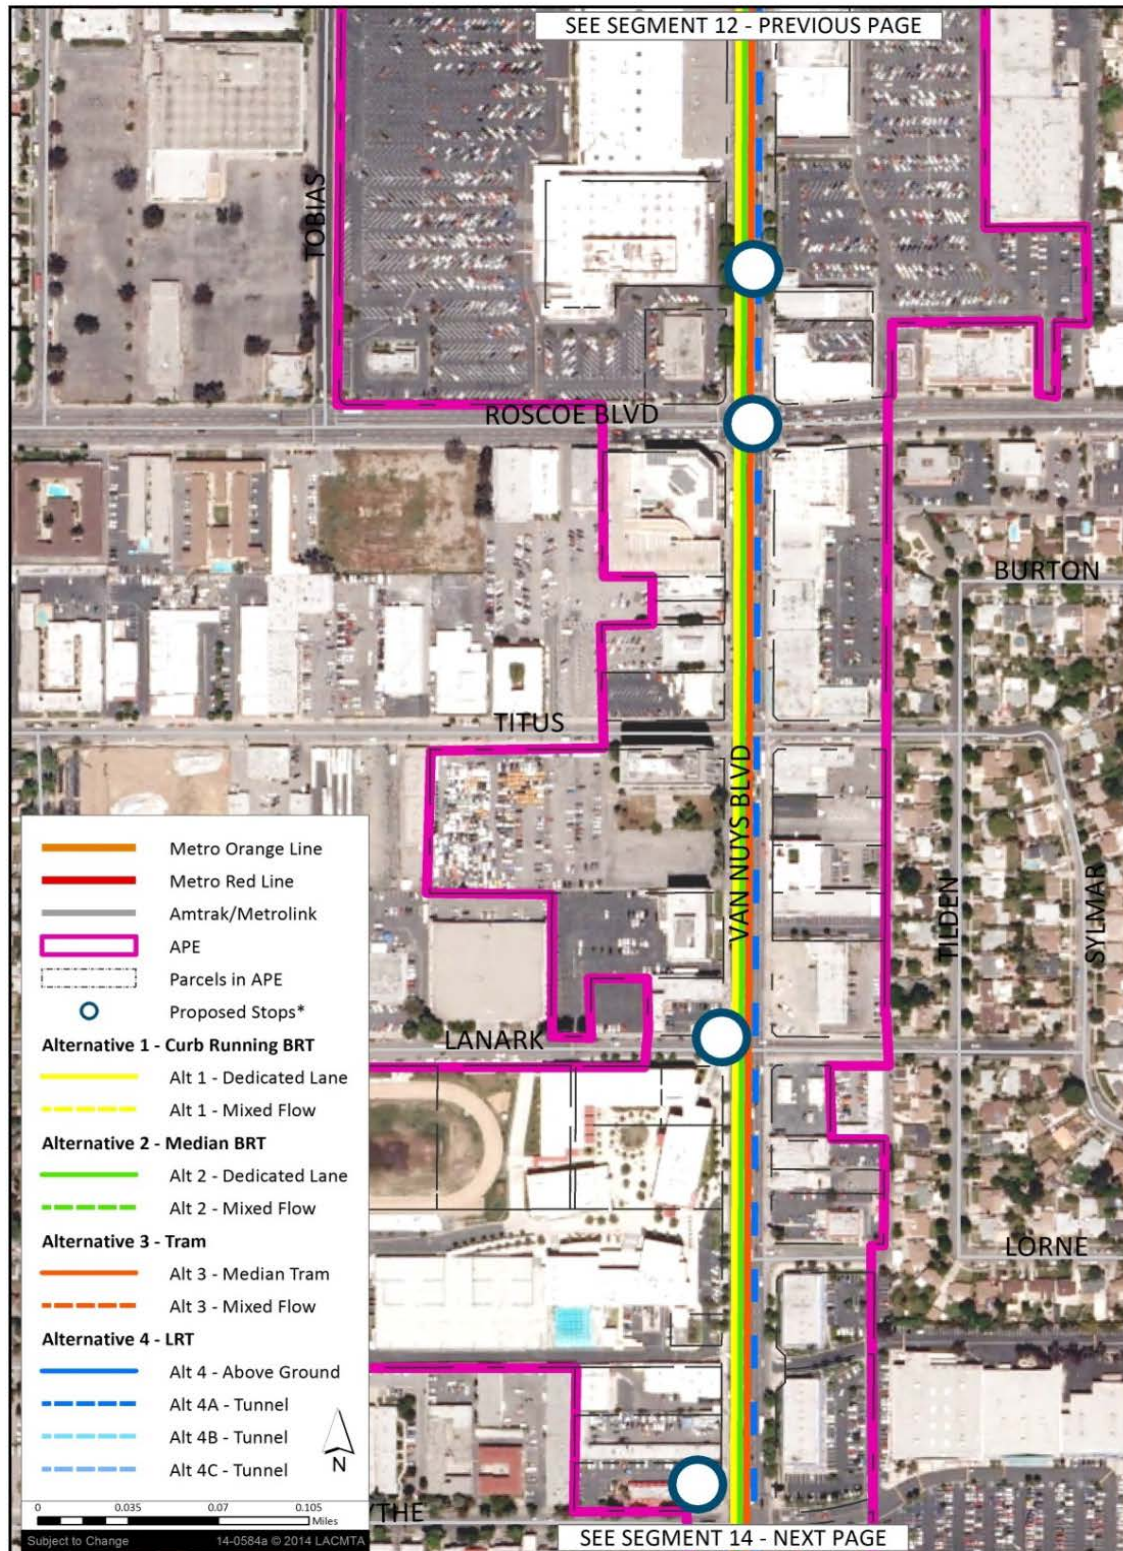 SEE SEGMENT 12 - PREVIOUS PAGE
TOBIAS
ROSCOE BLVD
BURTON
TITUS
VAN NUYS BLVD
TILDEN
SYLMAR
LANARK
LORNE
Metro Orange Line
Metro Red Line
Amtrak/Metrolink
APE
Parcels in APE
Proposed Stops*
Alternative 1 - Curb Running BRT
Alt 1 - Dedicated Lane
Alt 1 - Mixed Flow
Alternative 2 - Median BRT
Alt 2 - Dedicated Lane
Alt 2 - Mixed Flow
Alternative 3 - Tram
Alt 3 - Median Tram
Alt 3 - Mixed Flow
Alternative 4 - LRT
Alt 4 - Above Ground
Alt 4A - Tunnel
Alt 4B - Tunnel
Alt 4C - Tunnel
N
0 0.035 0.07 0.105
Miles
THE
Subject to Change 14-0584a © 2014 LACMTA
SEE SEGMENT 14 - NEXT PAGE